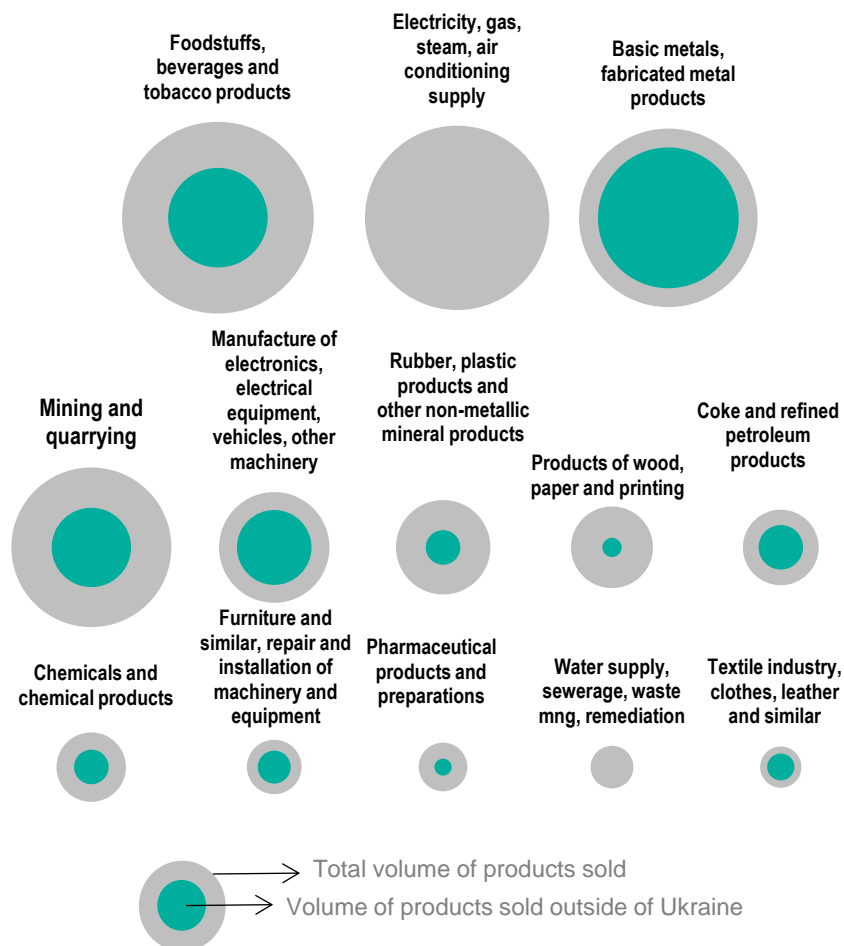 Foodstuffs,
beverages and
tobacco products
Electricity, gas,
steam, air
conditioning
supply
Basic metals,
fabricated metal
products
Mining and
quarrying
Manufacture of
electronics,
electrical
equipment,
vehicles, other
machinery
Rubber, plastic
products and
other non-metallic
mineral products
Products of wood,
paper and printing
Coke and refined
petroleum
products
Chemicals and
chemical products
Furniture and
similar, repair and
installation of
machinery and
equipment
Pharmaceutical
products and
preparations
Water supply,
sewerage, waste
mng, remediation
Textile industry,
clothes, leather
and similar
Total volume of products sold
Volume of products sold outside of Ukraine